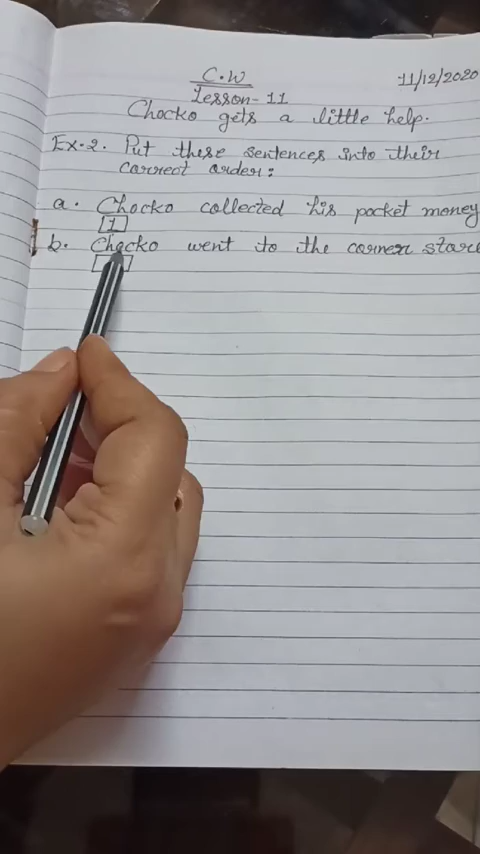 C.W
11/12/2020
Lesson-11
Chocko gets a little help.
Ex-2. Put these sentences into their
correct order:
a. Chocko collected his pocket money
1
b. Chocko went to the corner store